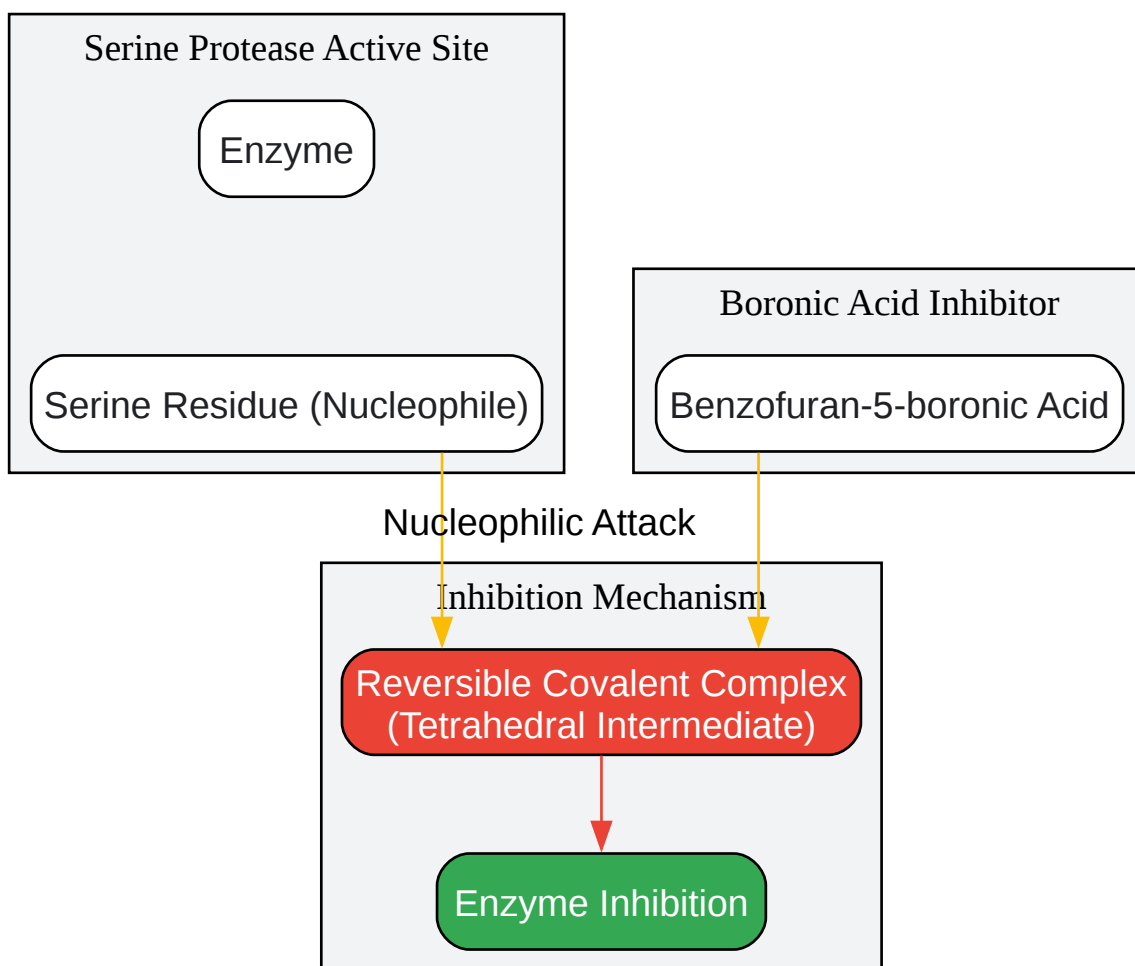 Serine Protease Active Site
Enzyme
Boronic Acid Inhibitor
Serine Residue (Nucleophile)
Benzofuran-5-boronic Acid
Nucleophilic Attack
Inhibition Mechanism
Reversible Covalent Complex
(Tetrahedral Intermediate)
Enzyme Inhibition